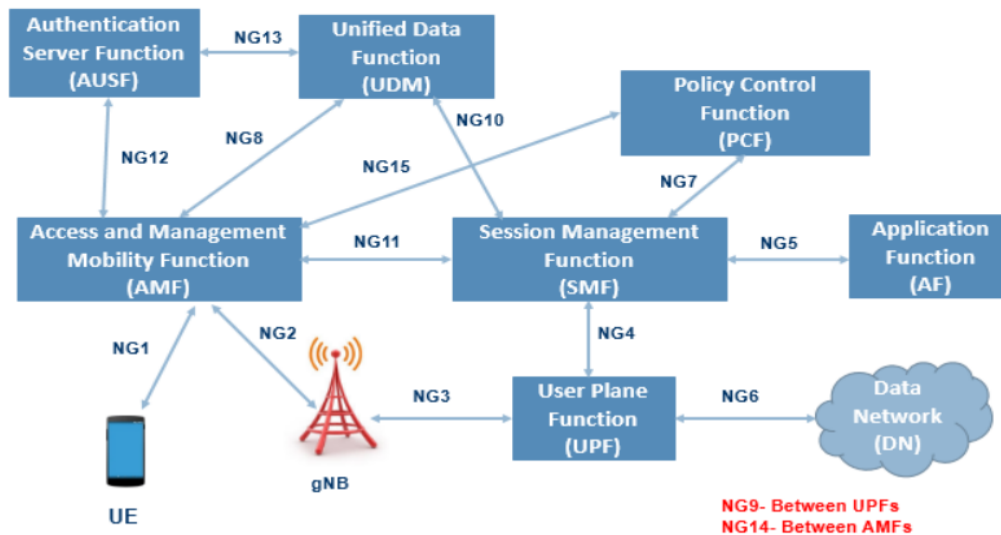 Authentication
Server Function
(AUSF)
NG13
Unified Data
Function
(UDM)
Policy Control
Function
(PCF)
NG12
NG8
NG10
NG15
NG7
Access and Management
Mobility Function
(AMF)
NG11
Session Management
Function
(SMF)
NG5
Application
Function
(AF)
NG1
NG2
NG4
NG3
User Plane
Function
(UPF)
NG6
Data
Network
(DN)
gNB
UE
NG9- Between UPFs
NG14- Between AMFs